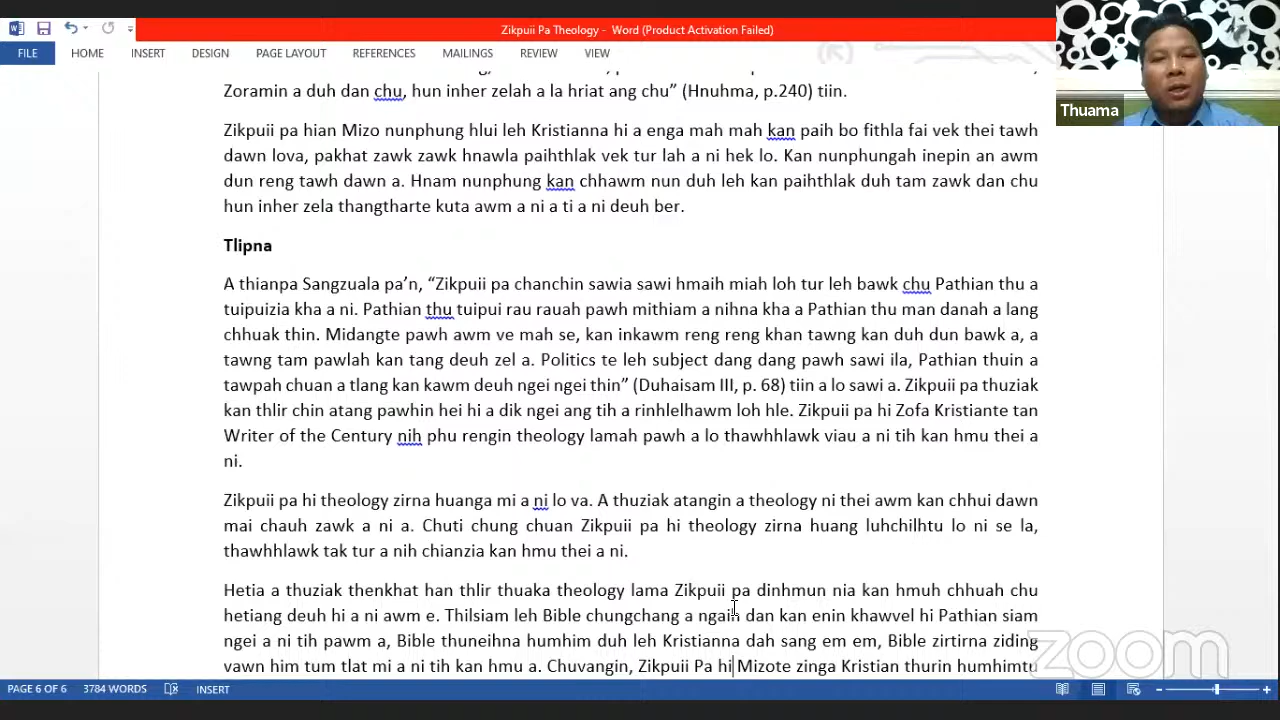 Zikpuii Pa Theology - Word (Product Activation Failed)
FILE HOME INSERT DESIGN PAGE LAYOUT REFERENCES MAILINGS REVIEW VIEW
Zoramin a duh dan chu, hun inher zelah a la hriat ang chu” (Hnuhma, p.240) tiin.
Zikpuii pa hian Mizo nunphung hlui leh Kristianna hi a enga mah mah kan paih bo fithla fai vek thei tawh
dawn lova, pakhat zawk zawk hnawla paihthlak vek tur lah a ni hek lo. Kan nunphungah inepin an awm
dun reng tawh dawn a. Hnam nunphung kan chhawm nun duh leh kan paihthlak duh tam zawk dan chu
hun inher zela thangtharte kuta awm a ni a ti a ni deuh ber.
Tlipna
A thianpa Sangzuala pa’n, “Zikpuii pa chanchin sawia sawi hmaih miah loh tur leh bawk chu Pathian thu a
tuipuizia kha a ni. Pathian thu tuipui rau rauah pawh mithiam a nihna kha a Pathian thu man danah a lang
chhuak thin. Midangte pawh awm ve mah se, kan inkawm reng reng khan tawng kan duh dun bawk a, a
tawng tam pawlah kan tang deuh zel a. Politics te leh subject dang dang pawh sawi ila, Pathian thuin a
tawpah chuan a tlang kan kawm deuh ngei ngei thin” (Duhaisam III, p. 68) tiin a lo sawi a. Zikpuii pa thuziak
kan thlir chin atang pawhin hei hi a dik ngei ang tih a rinhlelhawm loh hle. Zikpuii pa hi Zofa Kristiante tan
Writer of the Century nih phu rengin theology lamah pawh a lo thawhhlawk viau a ni tih kan hmu thei a
ni.
Zikpuii pa hi theology zirna huanga mi a ni lo va. A thuziak atangin a theology ni thei awm kan chhui dawn
mai chauh zawk a ni a. Chuti chung chuan Zikpuii pa hi theology zirna huang luhchilhtu lo ni se la,
thawhhlawk tak tur a nih chianzia kan hmu thei a ni.
Hetia a thuziak thenkhat han thlir thuaka theology lama Zikpuii pa dinhmun nia kan hmuh chhuah chu
hetiang deuh hi a ni awm e. Thilsiam leh Bible chungchang a ngaih dan kan enin khawvel hi Pathian siam
ngei a ni tih pawm a, Bible thuneihna humhim duh leh Kristianna dah sang em em, Bible zirtirna ziding
vawn him tum tlat mi a ni tih kan hmu a. Chuvangin, Zikpuii Pa hi Mizote zinga Kristian thurin humhimtu
PAGE 6 OF 6 3784 WORDS INSERT
Thuama
zoom